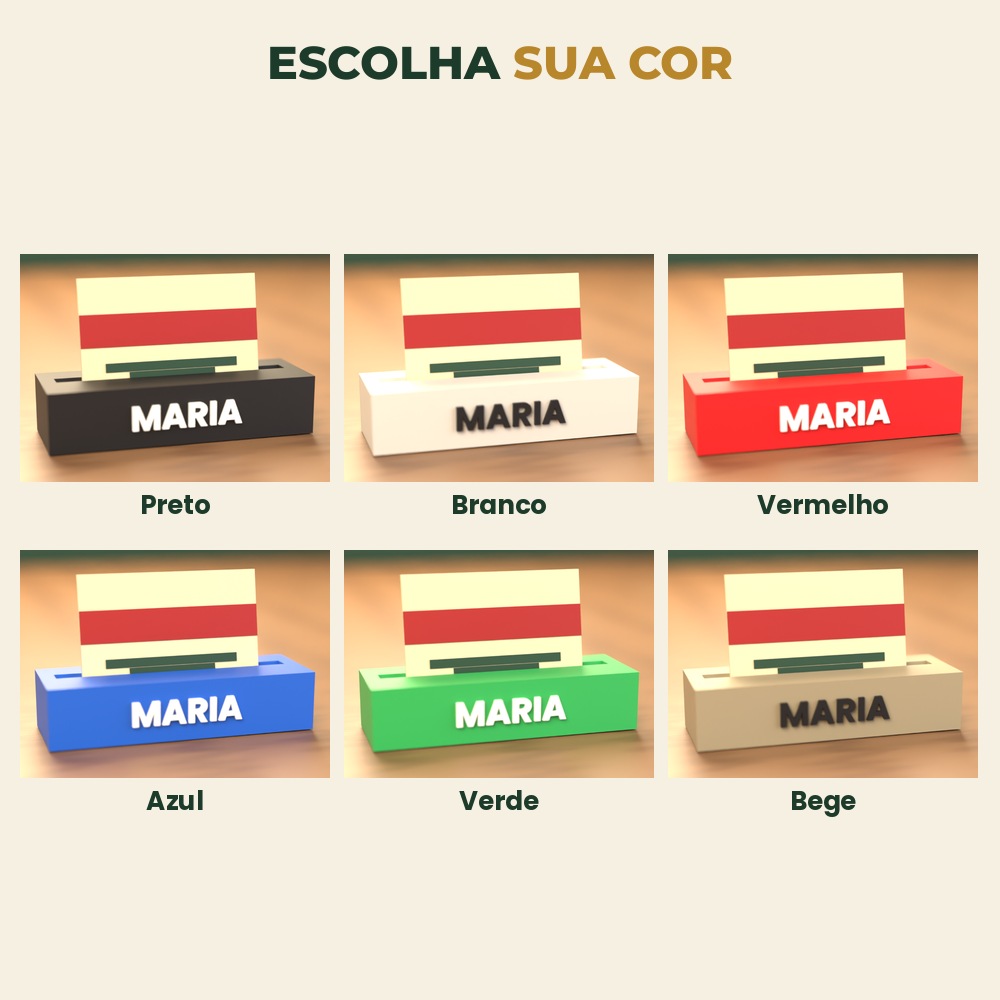 ESCOLHA SUA COR
MARIA
MARIA
MARIA
Preto
Branco
Vermelho
MARIA
MARIA
MARIA
Azul
Verde
Bege